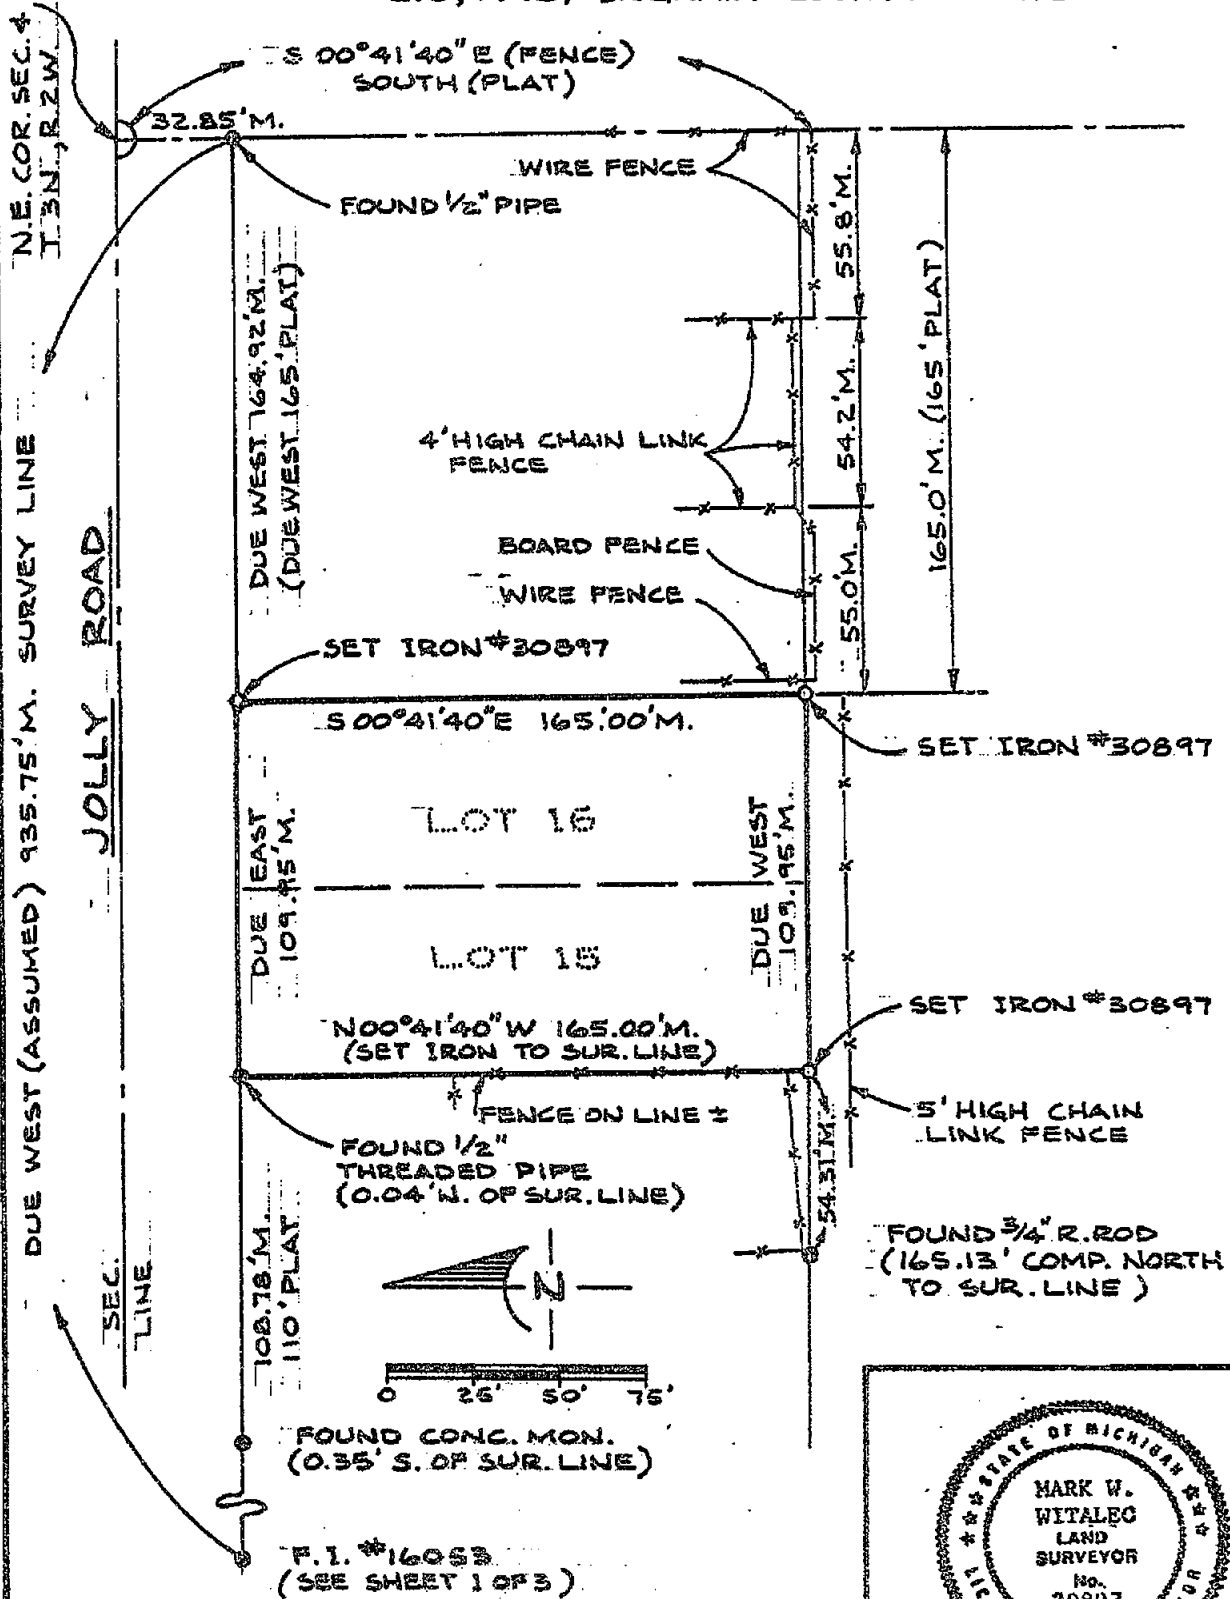 N.E. COR. SEC. 4
T.3N., R.2W.
S 00°41'40" E (FENCE)
SOUTH (PLAT)
32.85'M.
WIRE FENCE
FOUND 1/2" PIPE
DUE WEST 164.92'M.
(DUE WEST 165' PLAT)
55.8'M.
54.2'M.
55.0'M.
165.0'M. (165' PLAT)
4' HIGH CHAIN LINK
FENCE
BOARD FENCE
WIRE FENCE
SET IRON #30897
S 00°41'40" E 165.00'M.
SET IRON #30897
DUE WEST (ASSUMED) 935.75'M. SURVEY LINE
JOLLY ROAD
LOT 16
DUE EAST
109.95'M.
DUE WEST
109.95'M.
LOT 15
SET IRON #30897
N00°41'40"W 165.00'M.
(SET IRON TO SUR. LINE)
FENCE ON LINE ±
5' HIGH CHAIN
LINK FENCE
FOUND 1/2"
THREADED PIPE
(0.04' N. OF SUR. LINE)
54.31'M.
FOUND 3/4" R.ROD
(165.13' COMP. NORTH
TO SUR. LINE)
SEC.
LINE
108.78'M.
110' PLAT
N
0 25' 50' 75'
FOUND CONC. MON.
(0.35' S. OF SUR. LINE)
F.I. #16053
(SEE SHEET 1 OF 3)
STATE OF MICHIGAN
MARK W.
WITALEC
LAND
SURVEYOR
No.